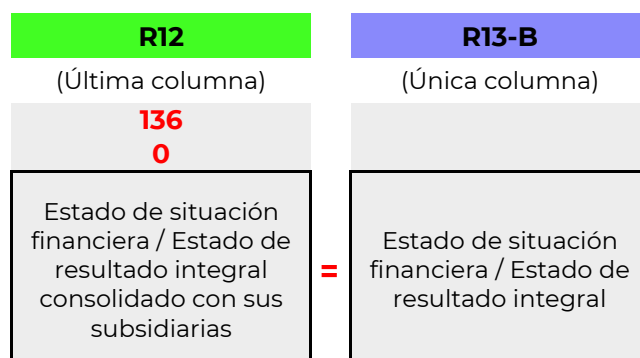 R12
(Última columna)
136
0
Estado de situación
financiera / Estado de
resultado integral
consolidado con sus
subsidiarias
=
R13-B
(Única columna)
Estado de situación
financiera / Estado de
resultado integral